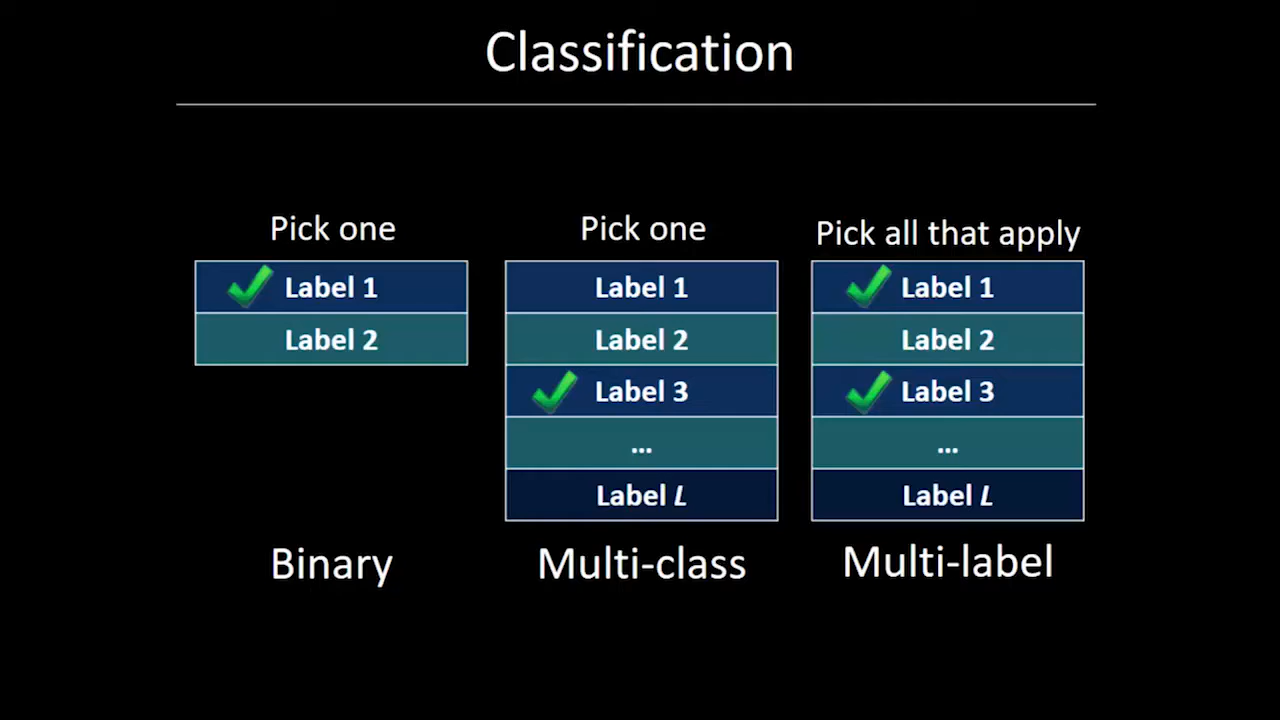 Classification
Pick one
Label 1
Label 2
Binary
Pick one
Label 1
Label 2
Label 3
...
Label L
Multi-class
Pick all that apply
Label 1
Label 2
Label 3
...
Label L
Multi-label